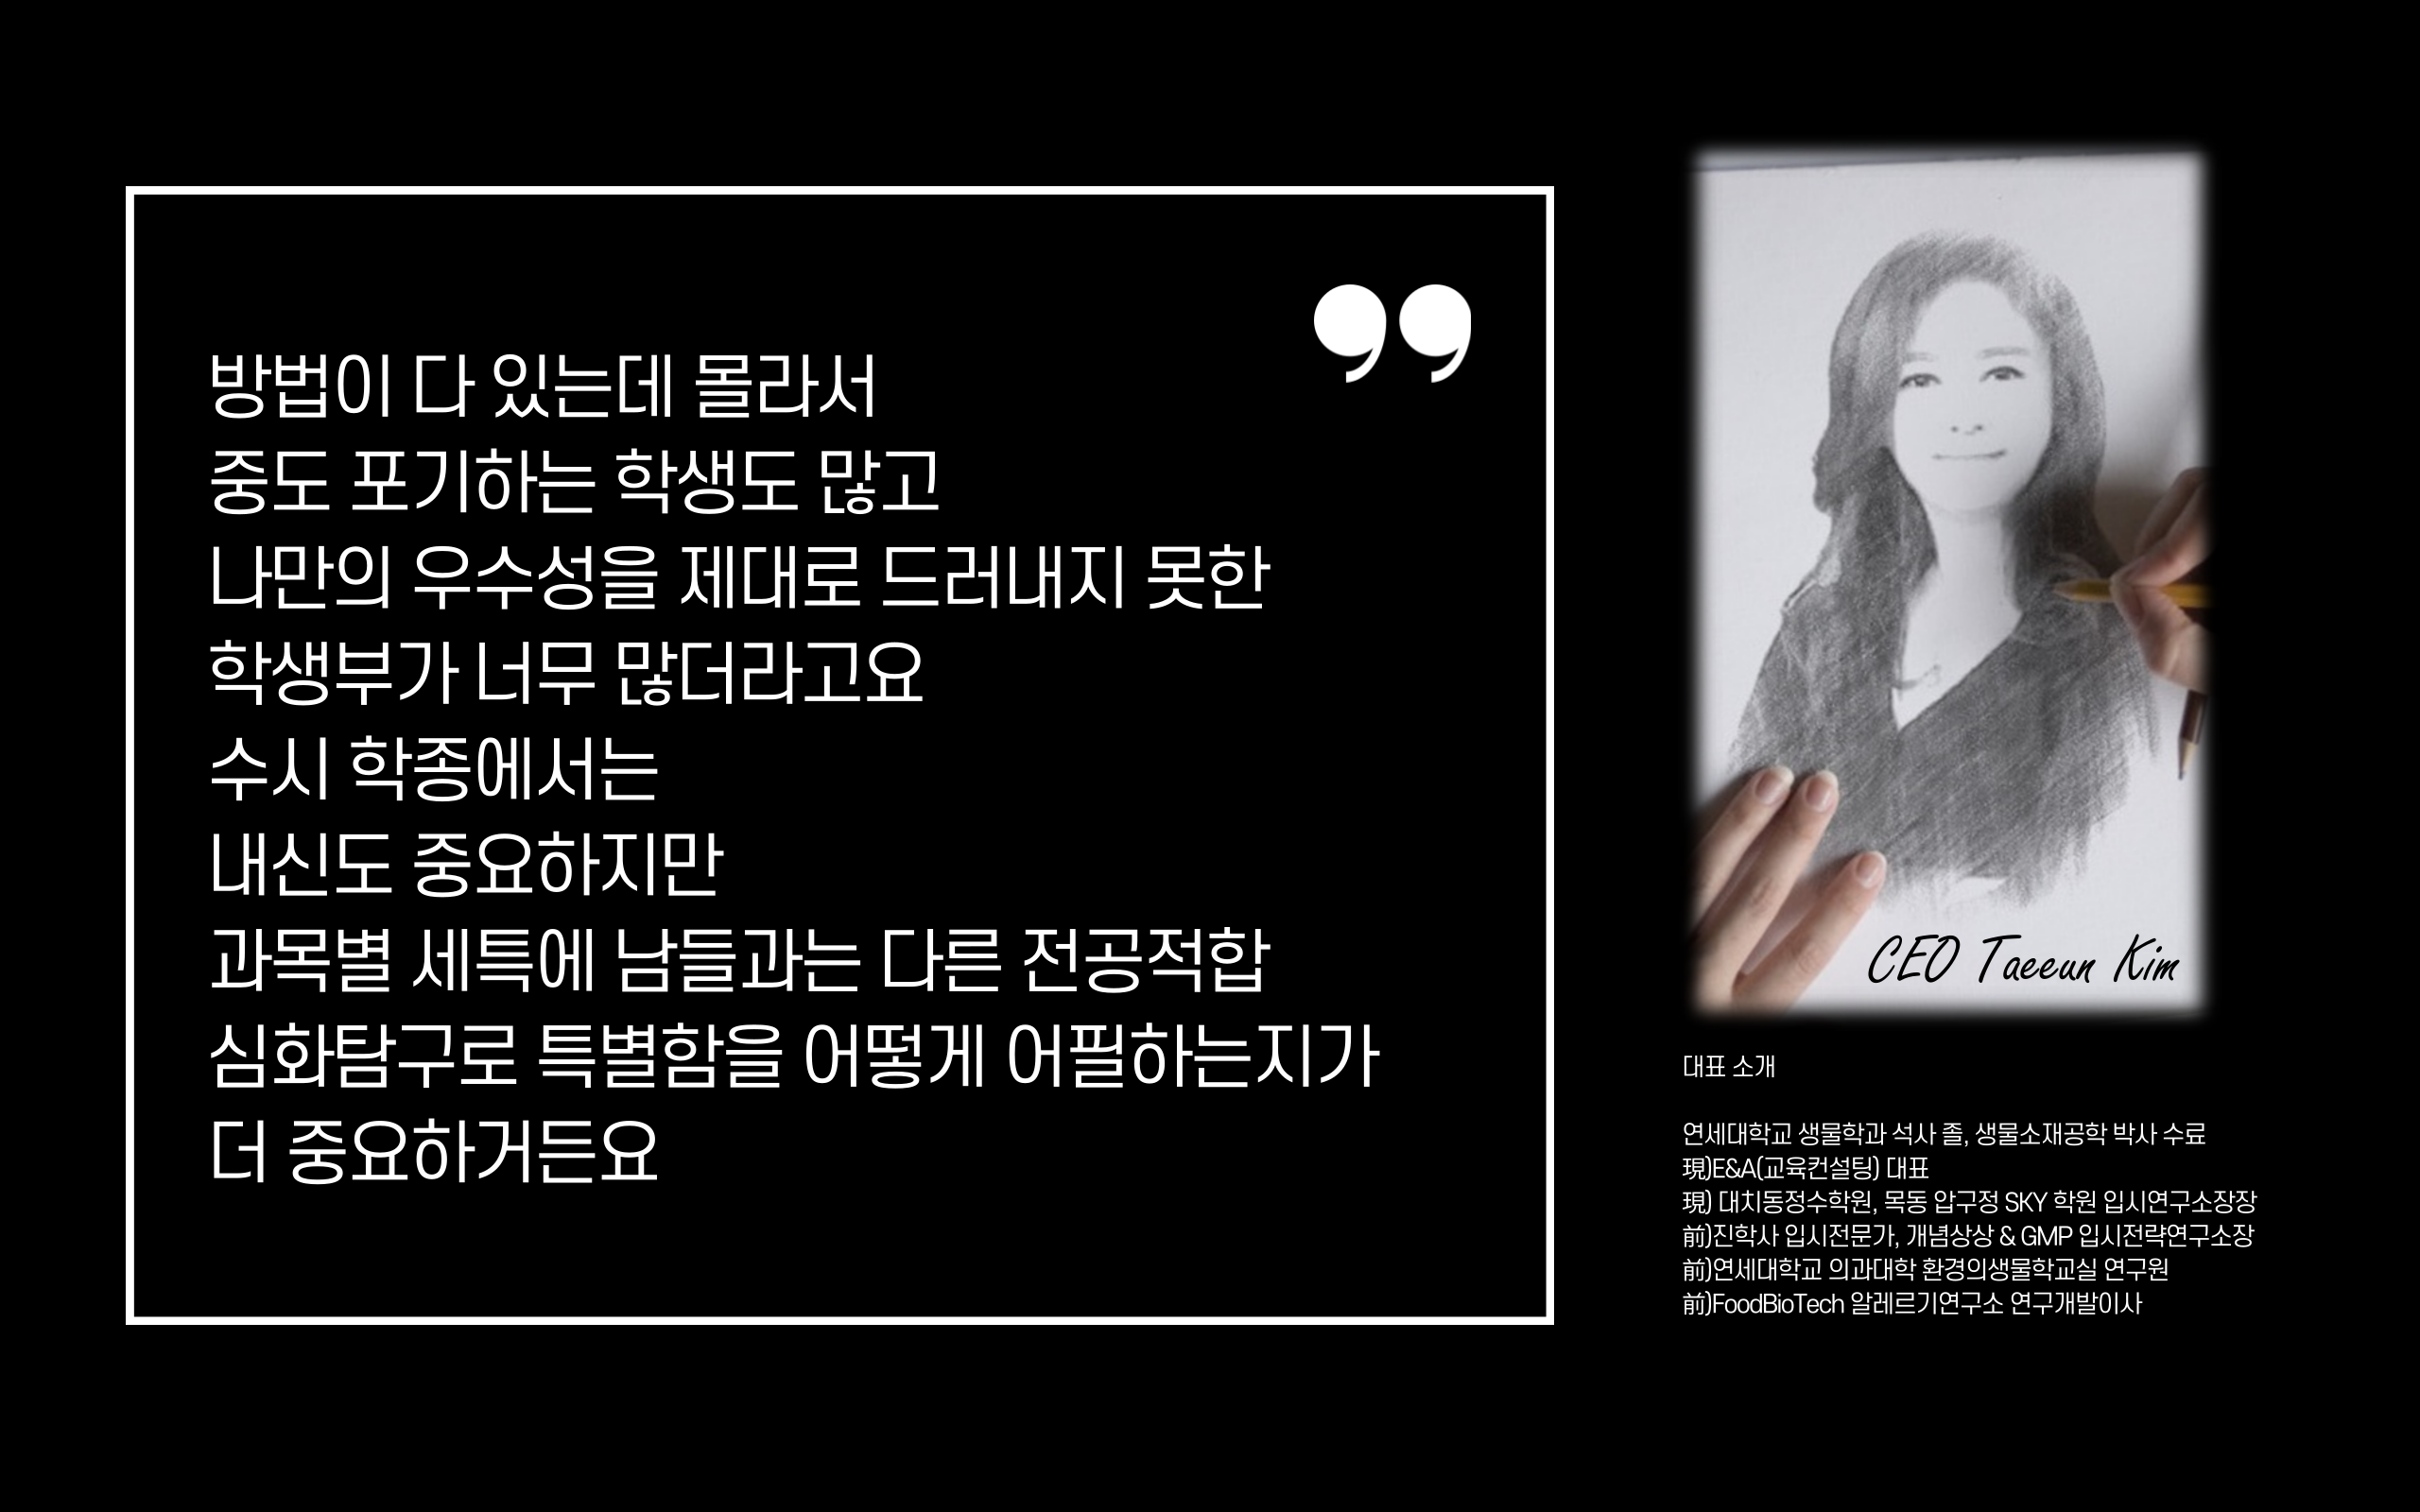 방법이 다 있는데 몰라서
중도 포기하는 학생도 많고
나만의 우수성을 제대로 드러내지 못한
학생부가 너무 많더라고요
수시 학종에서는
내신도 중요하지만
과목별 세특에 남들과는 다른 전공적합
심화탐구로 특별함을 어떻게 어필하는지가
더 중요하거든요
CEO Taeeun Kim
대표 소개
연세대학교 생물학과 석사 졸, 생물소재공학 박사 수료
現)E&A(교육컨설팅) 대표
現) 대치동정수학원, 목동 압구정 SKY 학원 입시연구소장장
前)진학사 입시전문가, 개념상상 & GMP 입시전략연구소장
前)연세대학교 의과대학 환경의생물학교실 연구원
前)FoodBioTech 알레르기연구소 연구개발이사